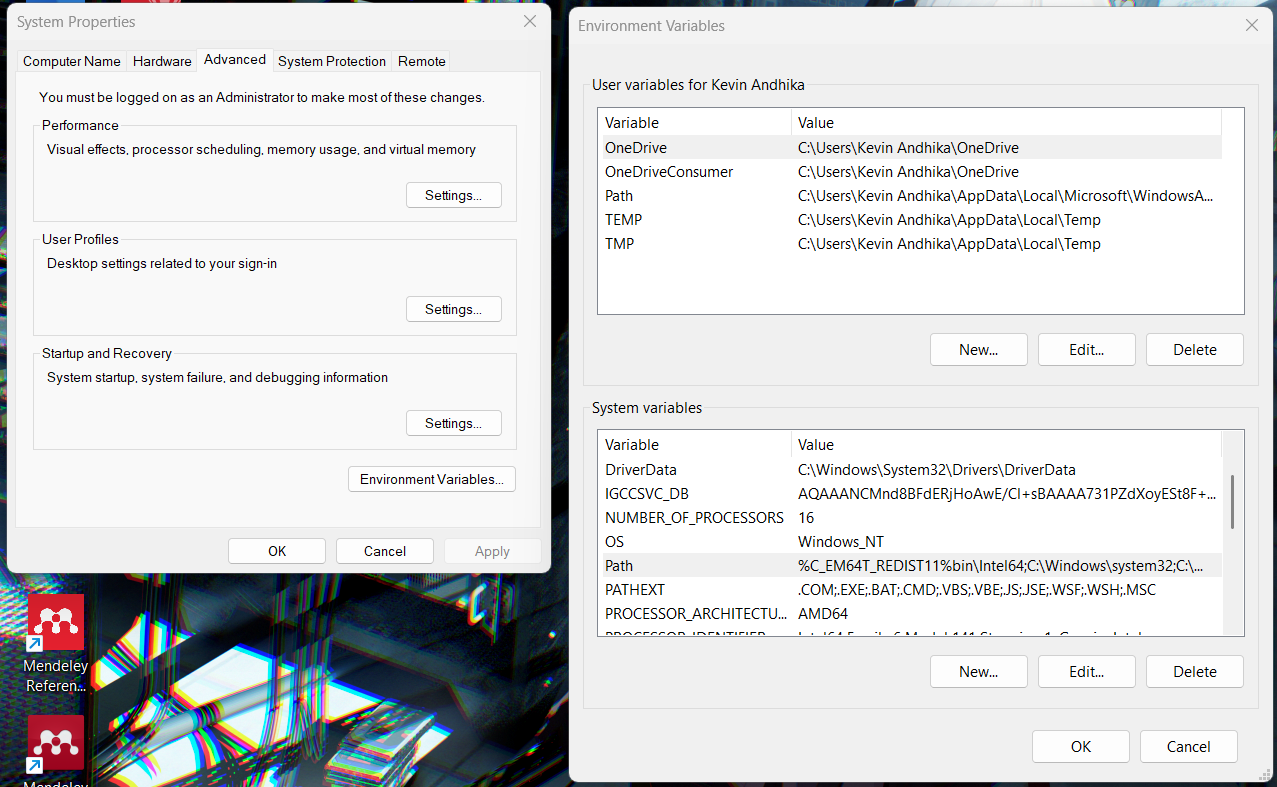 System Properties
Computer Name Hardware Advanced System Protection Remote
You must be logged on as an Administrator to make most of these changes.
Performance
Visual effects, processor scheduling, memory usage, and virtual memory
Settings...
User Profiles
Desktop settings related to your sign-in
Settings...
Startup and Recovery
System startup, system failure, and debugging information
Settings...
Environment Variables...
OK Cancel Apply
Mendeley
Referen...
Mendeley
Environment Variables
User variables for Kevin Andhika
Variable Value
OneDrive C:\Users\Kevin Andhika\OneDrive
OneDriveConsumer C:\Users\Kevin Andhika\OneDrive
Path C:\Users\Kevin Andhika\AppData\Local\Microsoft\WindowsA...
TEMP C:\Users\Kevin Andhika\AppData\Local\Temp
TMP C:\Users\Kevin Andhika\AppData\Local\Temp
New... Edit... Delete
System variables
Variable Value
DriverData C:\Windows\System32\Drivers\DriverData
IGCCSVC_DB AQAAANCMnd8BFdERjHoAwE/Cl+sBAAAA731PZdXoyESt8F+...
NUMBER_OF_PROCESSORS 16
OS Windows_NT
Path %C_EM64T_REDIST11%bin\Intel64;C:\Windows\system32;C:\...
PATHEXT .COM;.EXE;.BAT;.CMD;.VBS;.VBE;.JS;.JSE;.WSF;.WSH;.MSC
PROCESSOR_ARCHITECTU... AMD64
PROCESSOR_IDENTIFIER
New... Edit... Delete
OK Cancel